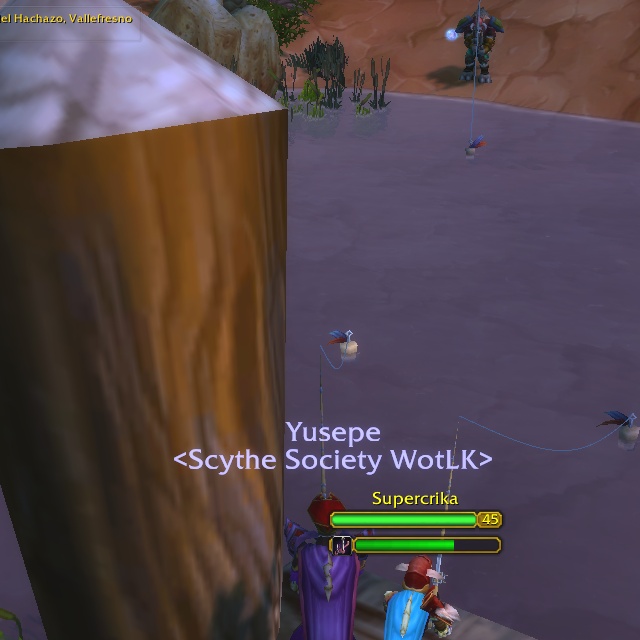 el Hachazo, Vallefresno
Yusepe
<Scythe Society WotLK>
Supercrika
45